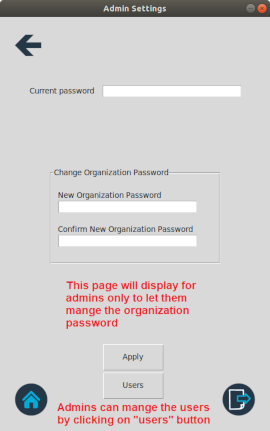 Admin Settings
Current password
Change Organization Password
New Organization Password
Confirm New Organization Password
This page will display for
admins only to let them
mange the organization
password
Apply
Users
Admins can mange the users
by clicking on "users" button